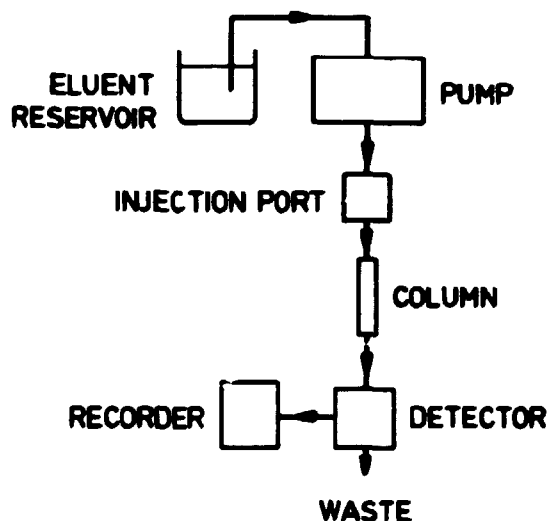 ELUENT
RESERVOIR
PUMP
INJECTION PORT
COLUMN
RECORDER
DETECTOR
WASTE